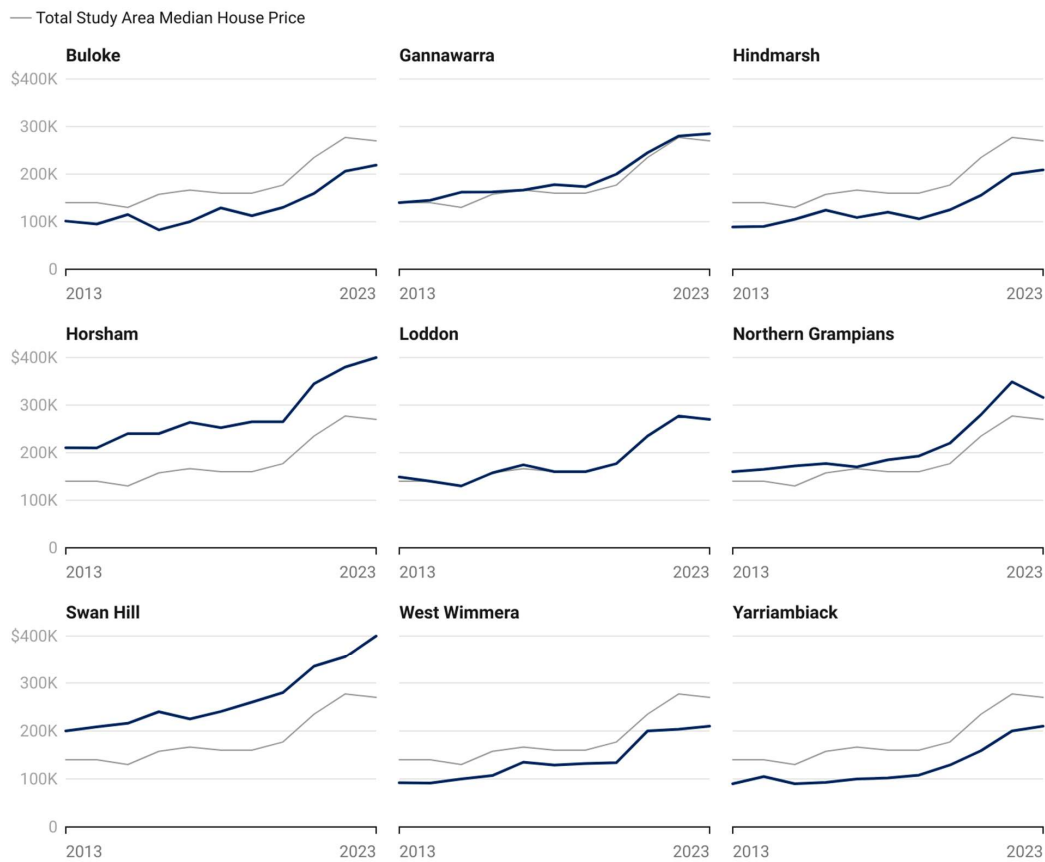 Total Study Area Median House Price
Buloke Gannawarra Hindmarsh
$400K
300K
200K
100K
0
2013 2023 2013 2023 2013 2023
Horsham Loddon Northern Grampians
$400K
300K
200K
100K
0
2013 2023 2013 2023 2013 2023
Swan Hill West Wimmera Yarriambiack
$400K
300K
200K
100K
0
2013 2023 2013 2023 2013 2023